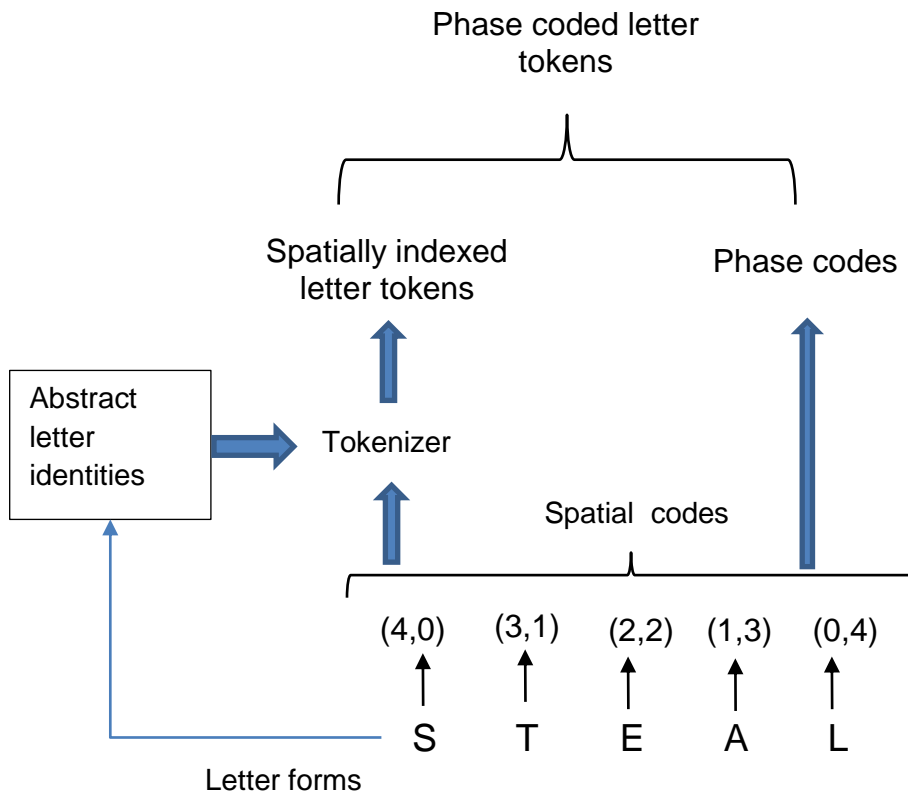 Phase coded letter
tokens
Spatially indexed
letter tokens
Phase codes
Abstract
letter
identities
Tokenizer
Spatial codes
(4,0) (3,1) (2,2) (1,3) (0,4)
S T E A L
Letter forms